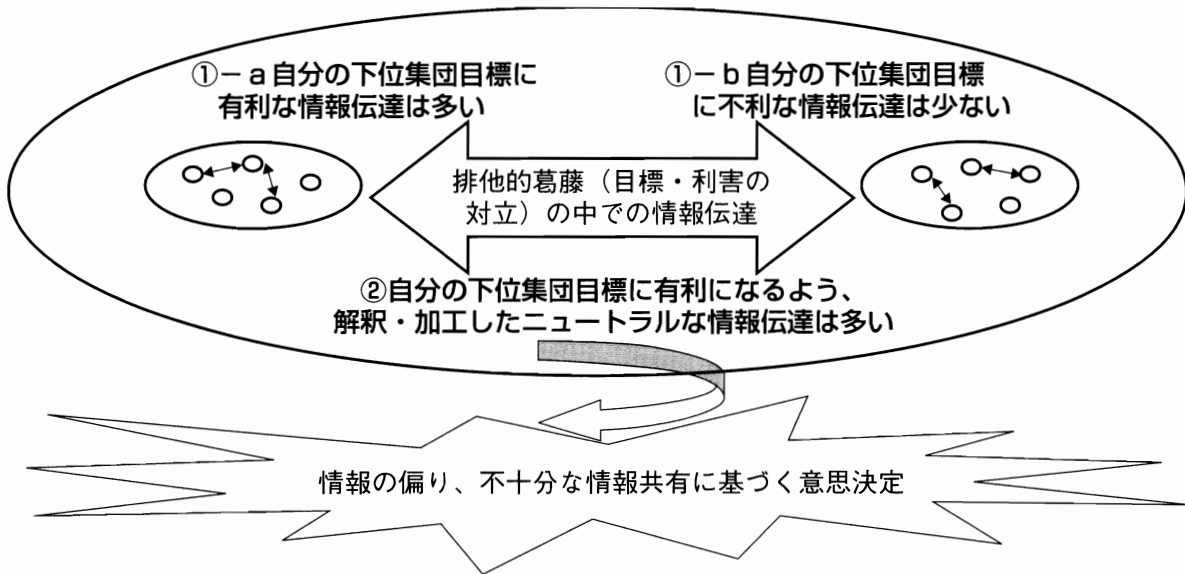 ①－ａ自分の下位集団目標に
有利な情報伝達は多い
①－ｂ自分の下位集団目標
に不利な情報伝達は少ない
排他的葛藤（目標・利害の
対立）の中での情報伝達
②自分の下位集団目標に有利になるよう、
解釈・加工したニュートラルな情報伝達は多い
情報の偏り、不十分な情報共有に基づく意思決定